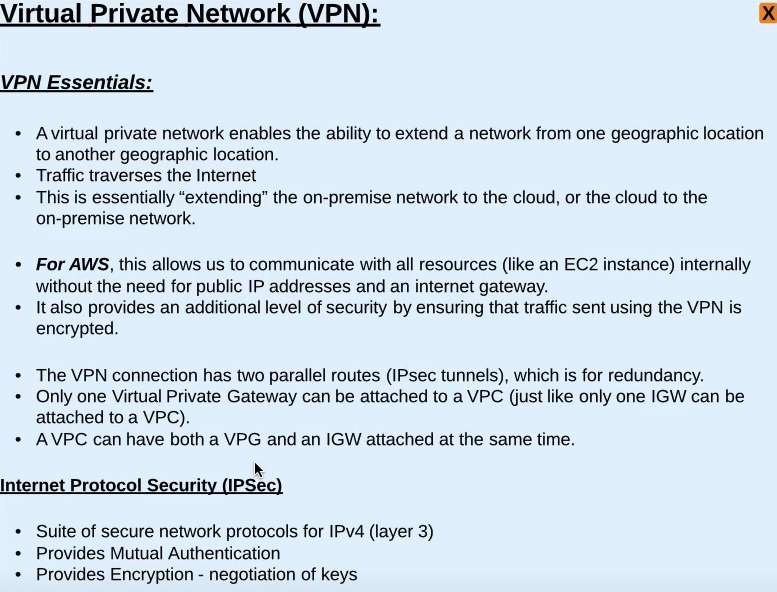 Virtual Private Network (VPN):
X
VPN Essentials:
• A virtual private network enables the ability to extend a network from one geographic location
to another geographic location.
• Traffic traverses the Internet
• This is essentially “extending” the on-premise network to the cloud, or the cloud to the
on-premise network.
• For AWS, this allows us to communicate with all resources (like an EC2 instance) internally
without the need for public IP addresses and an internet gateway.
• It also provides an additional level of security by ensuring that traffic sent using the VPN is
encrypted.
• The VPN connection has two parallel routes (IPsec tunnels), which is for redundancy.
• Only one Virtual Private Gateway can be attached to a VPC (just like only one IGW can be
attached to a VPC).
• A VPC can have both a VPG and an IGW attached at the same time.
Internet Protocol Security (IPSec)
• Suite of secure network protocols for IPv4 (layer 3)
• Provides Mutual Authentication
• Provides Encryption - negotiation of keys